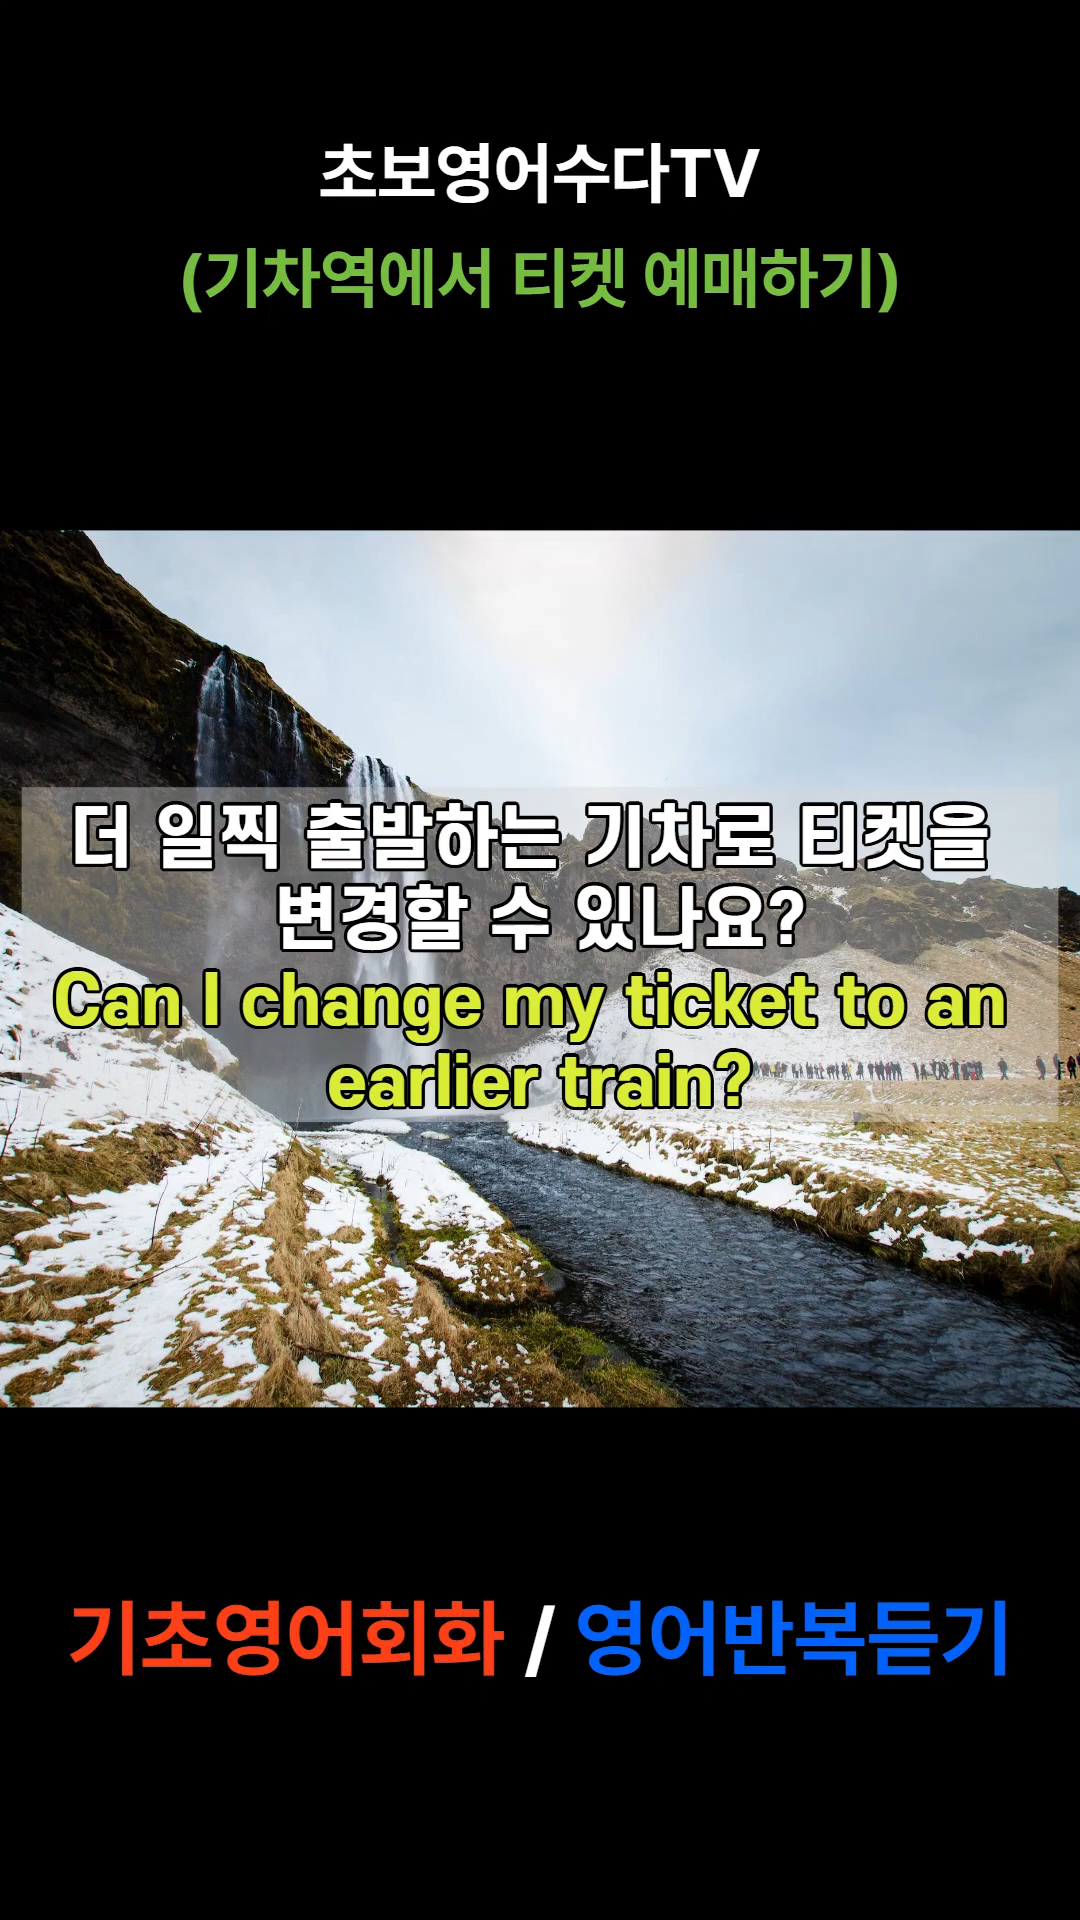 초보영어수다TV
(기차역에서 티켓 예매하기)
더 일찍 출발하는 기차로 티켓을
변경할 수 있나요?
Can I change my ticket to an
earlier train?
기초영어회화 / 영어반복듣기